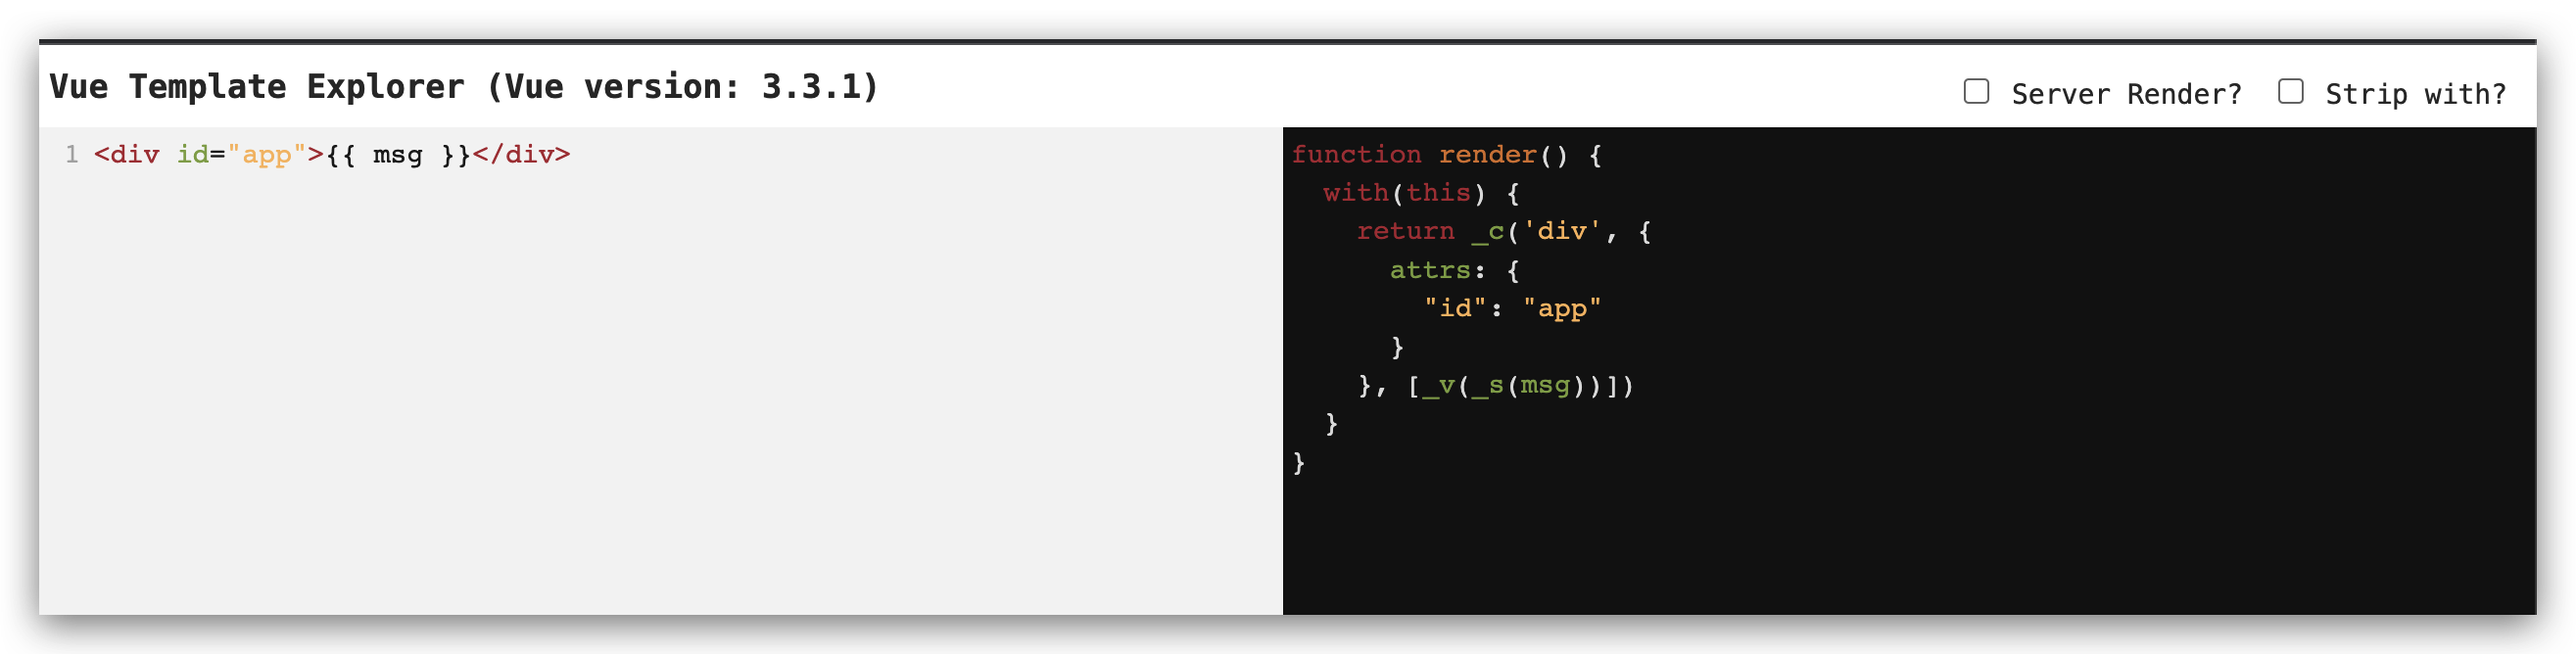 Vue Template Explorer (Vue version: 3.3.1)
Server Render? Strip with?
1 <div id="app">{{ msg }}</div>
function render() {
  with(this) {
    return _c('div', {
      attrs: {
        "id": "app"
      }
    }, [_v(_s(msg))])
  }
}